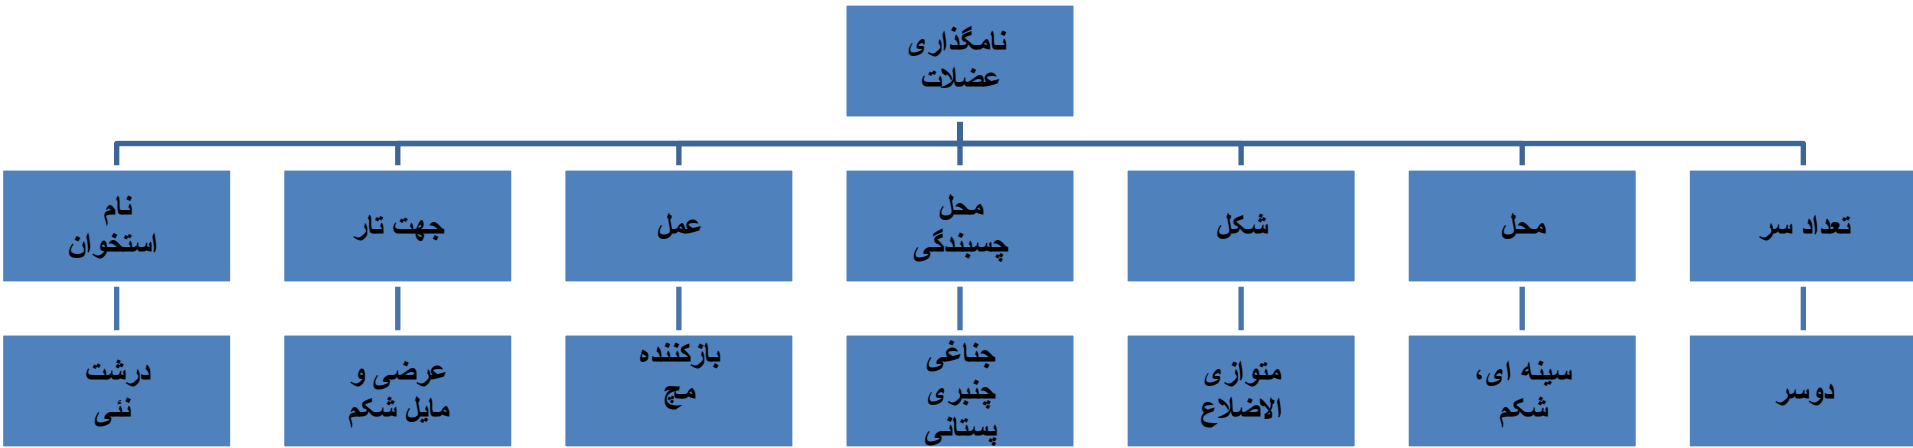 نامگذاری
عضلات
تعداد سر
محل
شکل
محل
چسبندگی
عمل
جهت تار
نام
استخوان
دوسر
سینه ای،
شکم
متوازی
الاضلاع
جناغی
چنبری
پستانی
بازکننده
مچ
عرضی و
مایل شکم
درشت
نئی